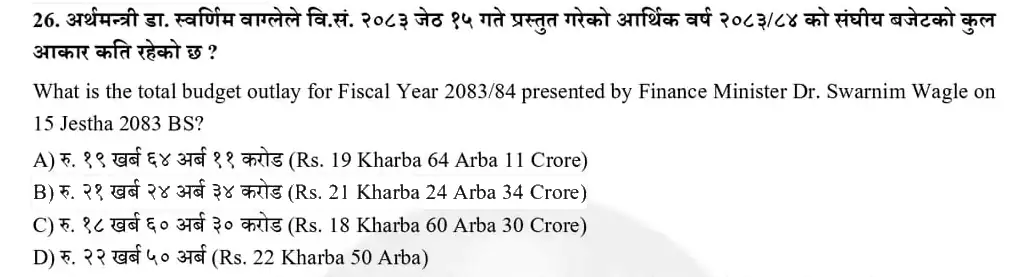 26. अर्थमन्त्री डा. स्वर्णिम वाग्लेले वि.सं. २०८३ जेठ १५ गते प्रस्तुत गरेको आर्थिक वर्ष २०८३/८४ को संघीय बजेटको कुल
आकार कति रहेको छ ?
What is the total budget outlay for Fiscal Year 2083/84 presented by Finance Minister Dr. Swarnim Wagle on
15 Jestha 2083 BS?
A) रु. १९ खर्ब ६४ अर्ब ११ करोड (Rs. 19 Kharba 64 Arba 11 Crore)
B) रु. २१ खर्ब २४ अर्ब ३४ करोड (Rs. 21 Kharba 24 Arba 34 Crore)
C) रु. १८ खर्ब ६० अर्ब ३० करोड (Rs. 18 Kharba 60 Arba 30 Crore)
D) रु. २२ खर्ब ५० अर्ब (Rs. 22 Kharba 50 Arba)